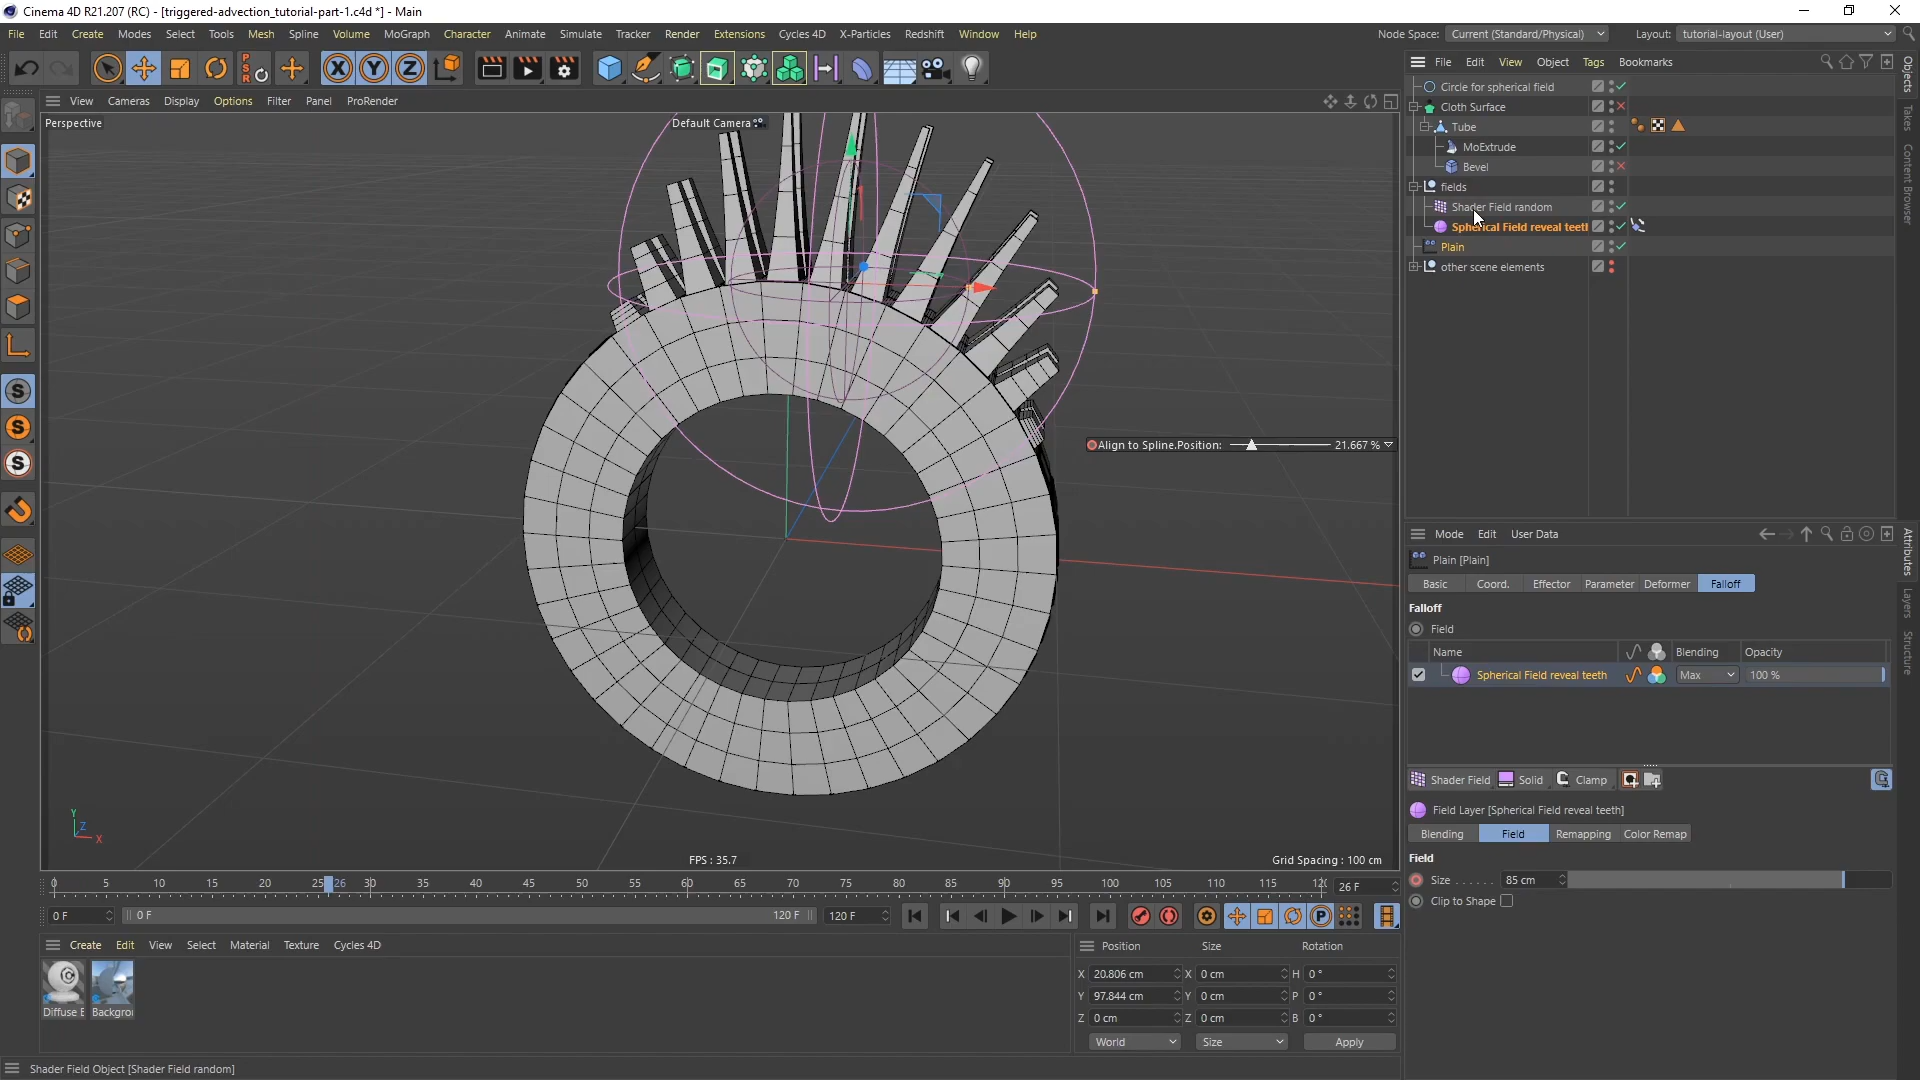 Cinema 4D R21.207 (RC) - [triggered-advection_tutorial-part-1.c4d *] - Main
File Edit Create Modes Select Tools Mesh Spline Volume MoGraph Character Animate Simulate Tracker Render Extensions Cycles 4D X-Particles Redshift Window Help
Node Space: Current (Standard/Physical) Layout: tutorial-layout (User)
P
S
R
X Y Z
File Edit View Object Tags Bookmarks
View Cameras Display Options Filter Panel ProRender
Perspective
Default Camera
Circle for spherical field
Cloth Surface
Tube
MoExtrude
Bevel
fields
Shader Field random
Spherical Field reveal teeth
Plain
other scene elements
Objects
Takes
Content Browser
Attributes
Layers
Structure
S
S
S
Align to Spline.Position: 21.667 %
Mode Edit User Data
Plain [Plain]
Basic Coord. Effector Parameter Deformer Falloff
Falloff
Field
Name Blending Opacity
Spherical Field reveal teeth Max 100 %
Shader Field Solid Clamp
Field Layer [Spherical Field reveal teeth]
Blending Field Remapping Color Remap
Field
Size 85 cm
Clip to Shape
Y
Z
X
FPS : 35.7
Grid Spacing : 100 cm
0 5 10 15 20 25 26 30 35 40 45 50 55 60 65 70 75 80 85 90 95 100 105 110 115 12 26 F
0 F 0 F 120 F 120 F
P
Create Edit View Select Material Texture Cycles 4D
Diffuse E Backgrou
Position Size Rotation
X 20.806 cm X 0 cm H 0 °
Y 97.844 cm Y 0 cm P 0 °
Z 0 cm Z 0 cm B 0 °
World Size Apply
Shader Field Object [Shader Field random]